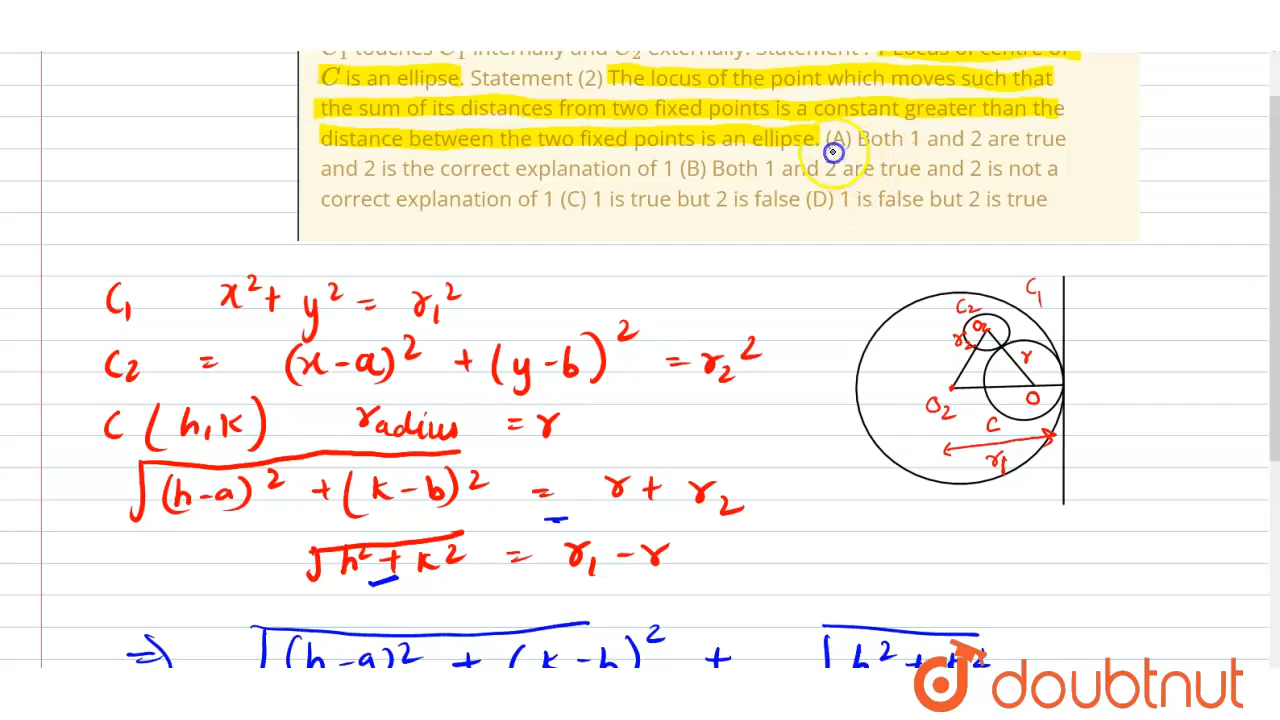 C₁ touches C₁ internally and C₂ externally. Statement : 1 Locus of centre of
C is an ellipse. Statement (2) The locus of the point which moves such that
the sum of its distances from two fixed points is a constant greater than the
distance between the two fixed points is an ellipse. (A) Both 1 and 2 are true
and 2 is the correct explanation of 1 (B) Both 1 and 2 are true and 2 is not a
correct explanation of 1 (C) 1 is true but 2 is false (D) 1 is false but 2 is true
C₁ x² + y² = r₁²
C₂ = (x-a)² + (y-b)² = r₂²
C (h,k) radius = r
√(h-a)² + (k-b)² = r + r₂
√h² + k² = r₁ - r
⇒ √(h-a)² + (k-b)² + √h² + k²
C₁
C₂
r₂
r
O₂
O
C
r₁
doubtnut